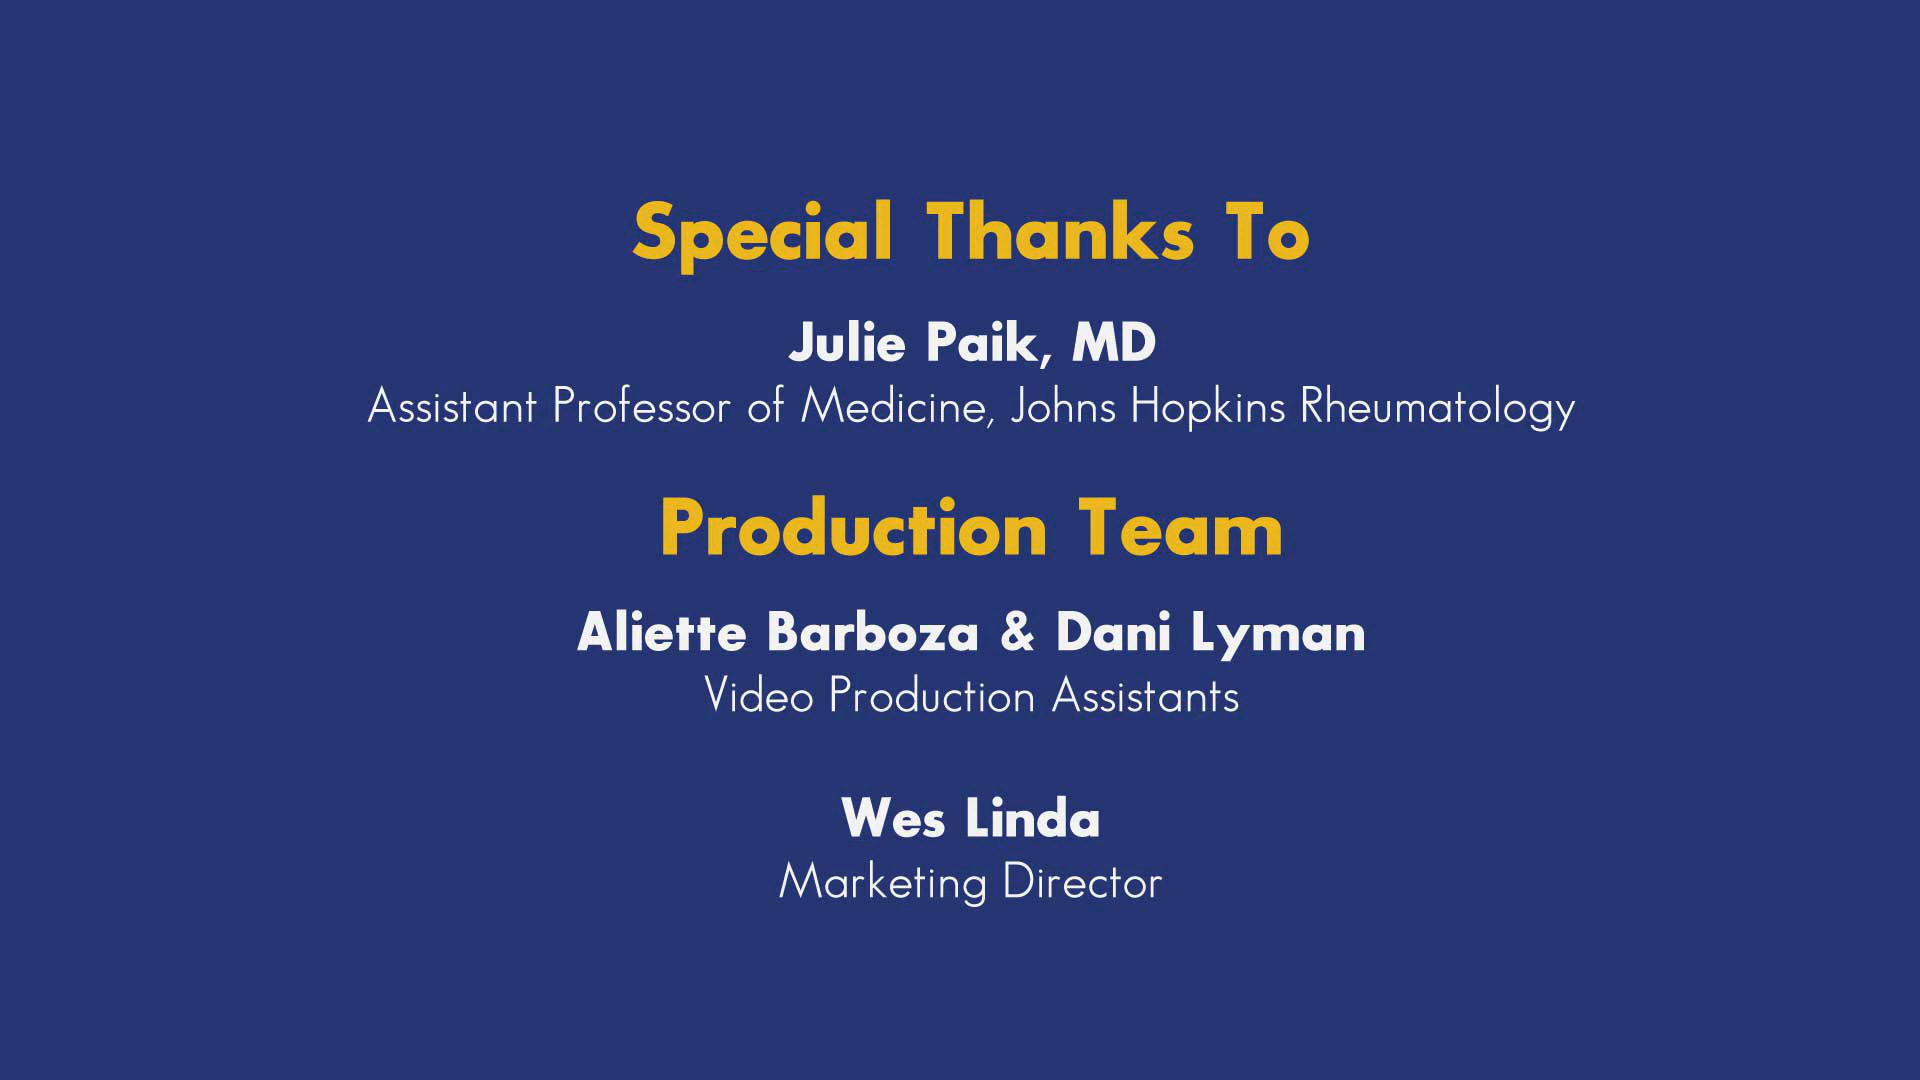 Special Thanks To
Julie Paik, MD
Assistant Professor of Medicine, Johns Hopkins Rheumatology
Production Team
Aliette Barboza & Dani Lyman
Video Production Assistants
Wes Linda
Marketing Director